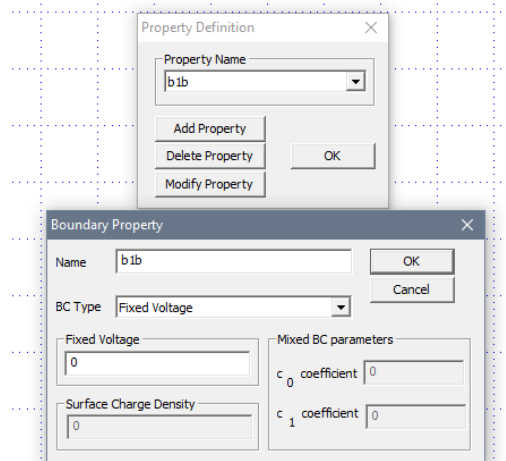 Property Definition
Property Name
b1b
Add Property
Delete Property
OK
Modify Property
Boundary Property
Name
b1b
OK
Cancel
BC Type
Fixed Voltage
Fixed Voltage
0
Mixed BC parameters
c 0 coefficient
0
Surface Charge Density
0
c 1 coefficient
0